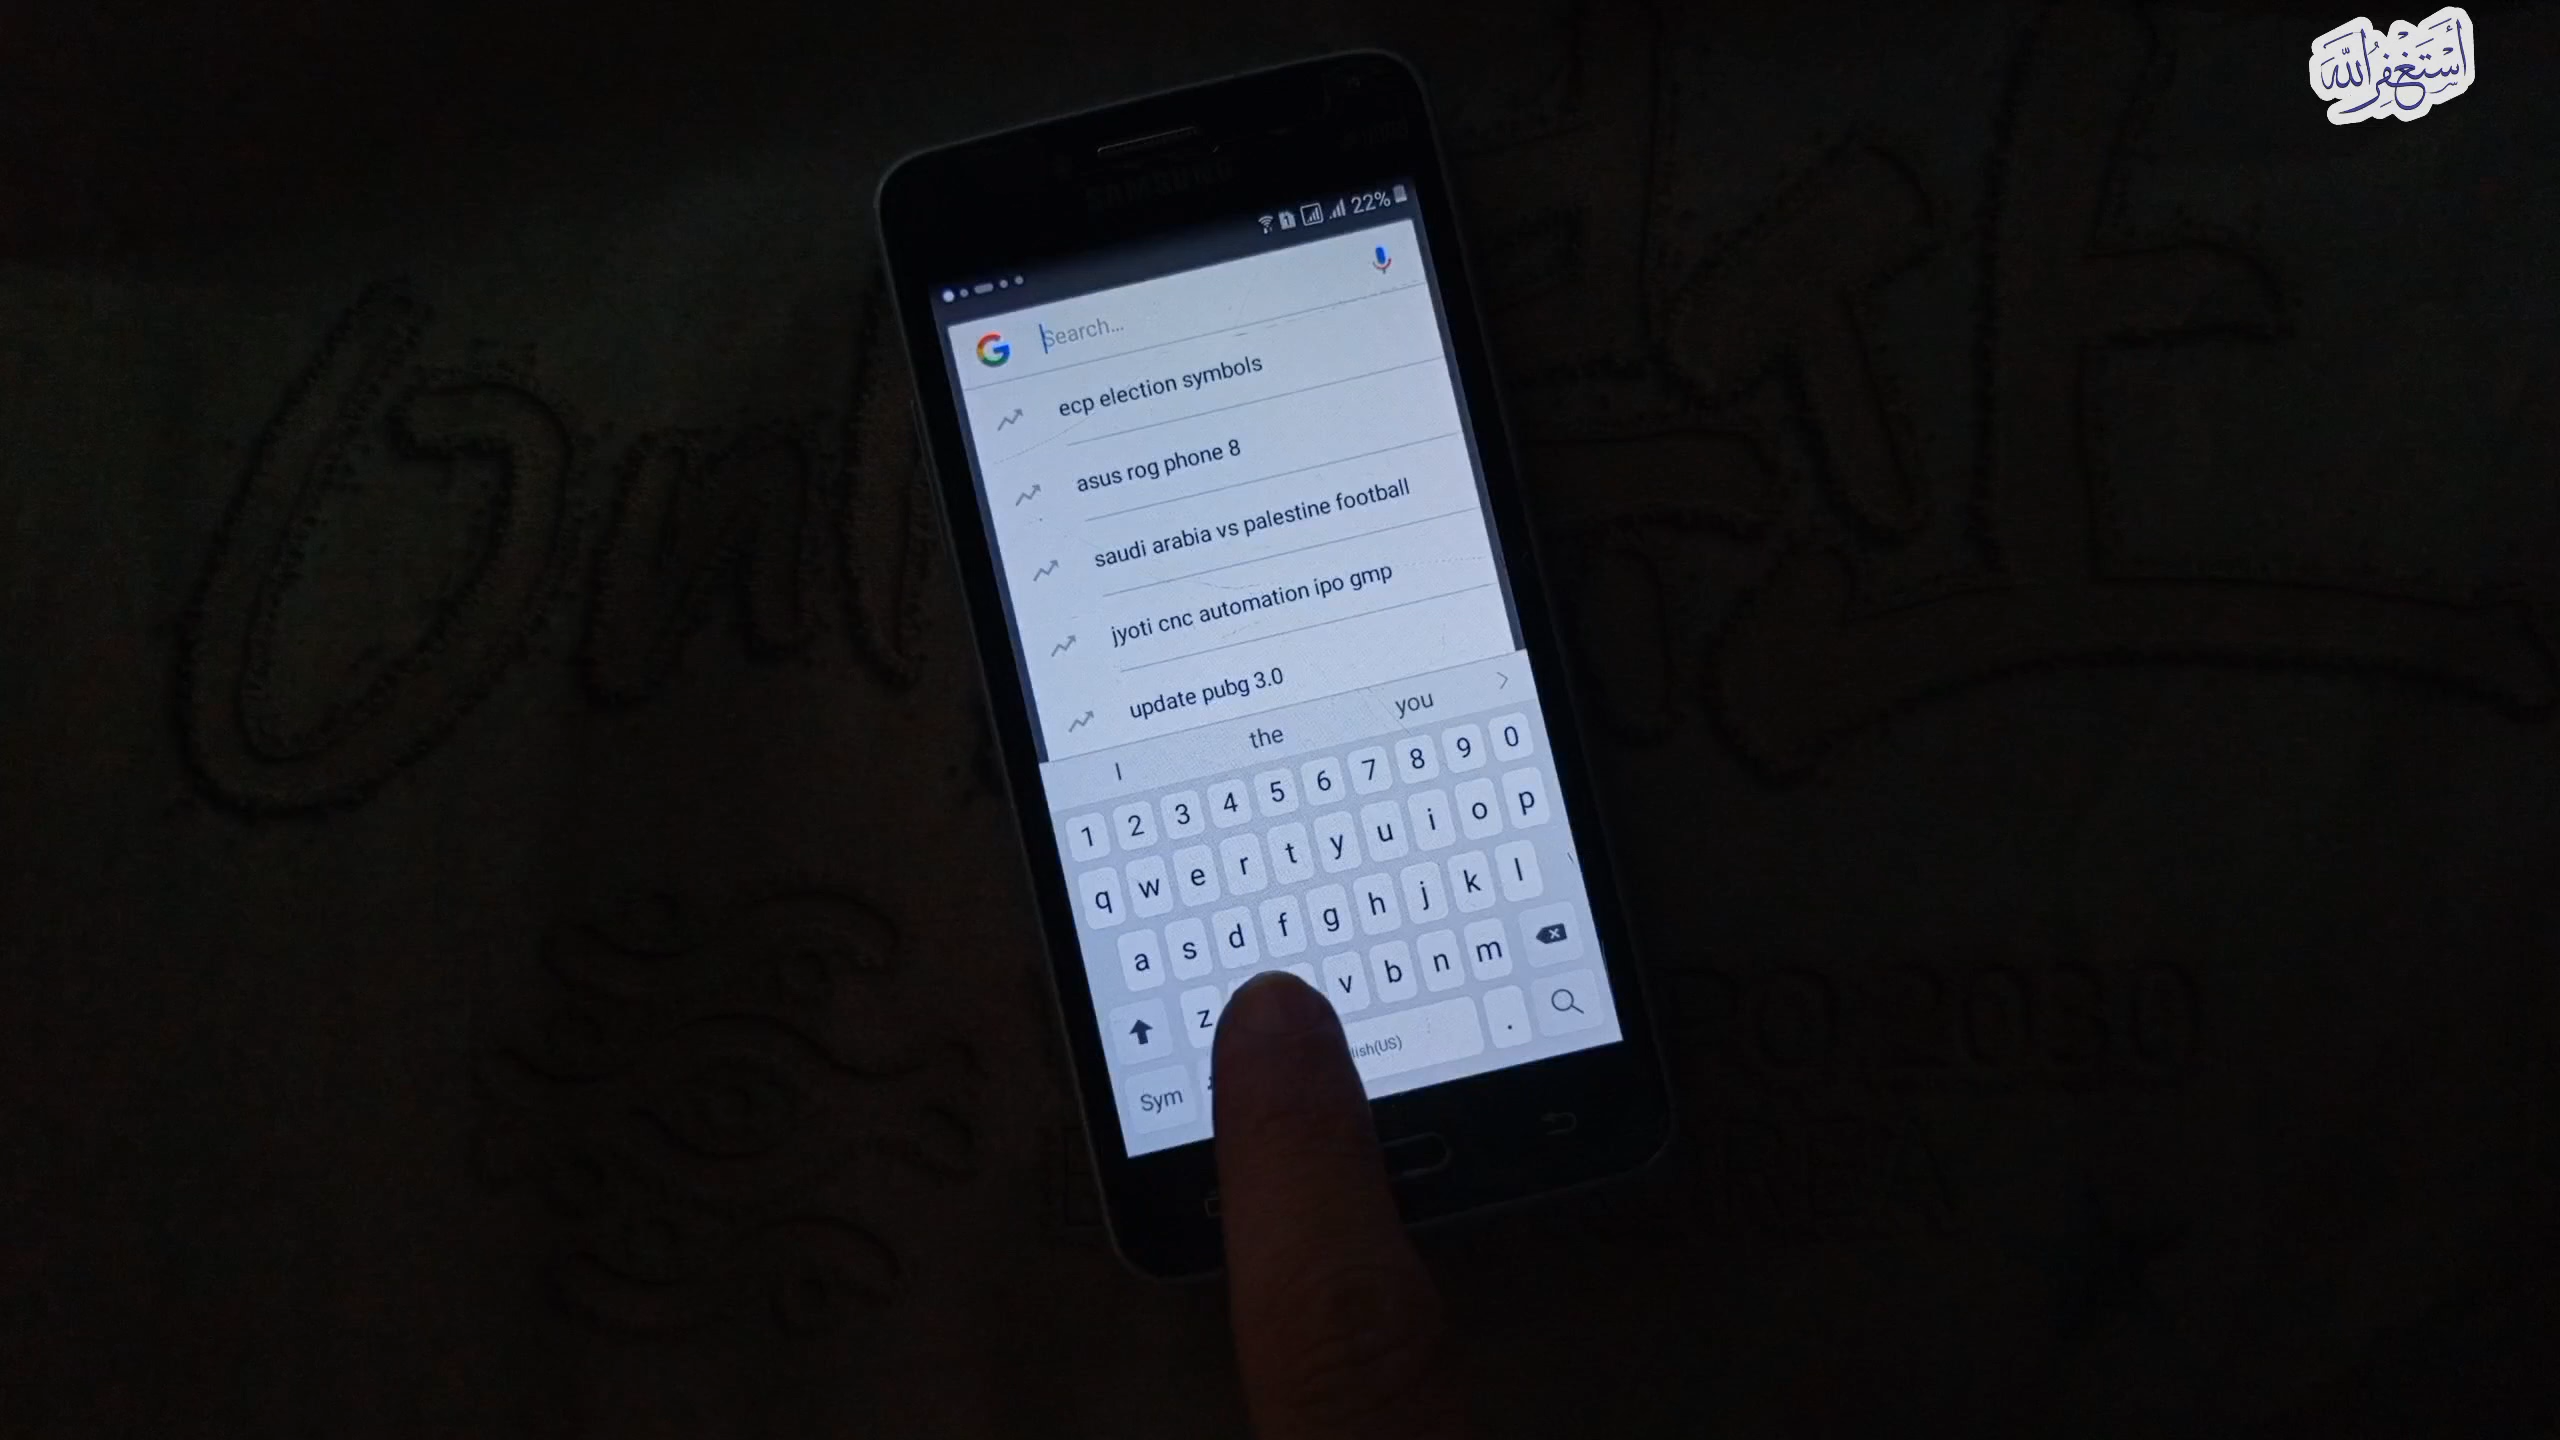 أستغفر الله
SAMSUNG
22%
Search...
ecp election symbols
asus rog phone 8
saudi arabia vs palestine football
jyoti cnc automation ipo gmp
update pubg 3.0
I the you
1 2 3 4 5 6 7 8 9 0
q w e r t y u i o p
a s d f g h j k l
z v b n m
Sym lish(US) .